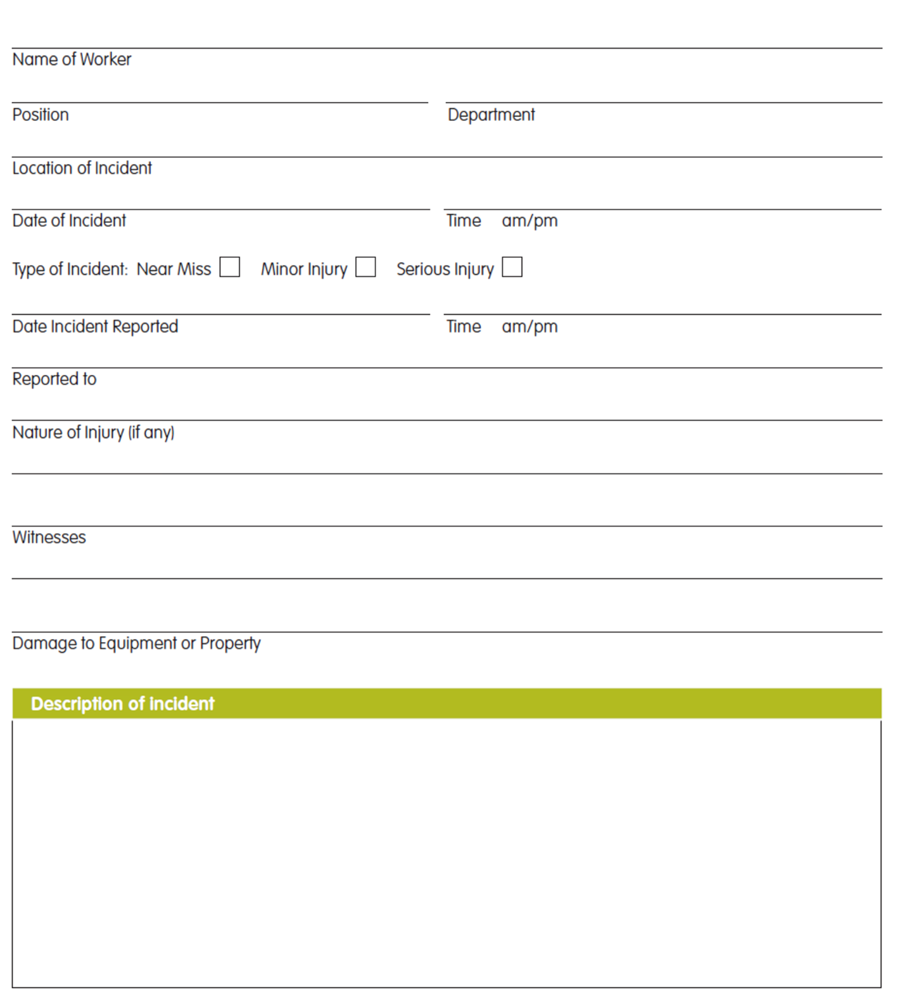 Name of Worker
Position Department
Location of Incident
Date of Incident Time am/pm
Type of Incident: Near Miss Minor Injury Serious Injury
Date Incident Reported Time am/pm
Reported to
Nature of Injury (if any)
Witnesses
Damage to Equipment or Property
Description of incident